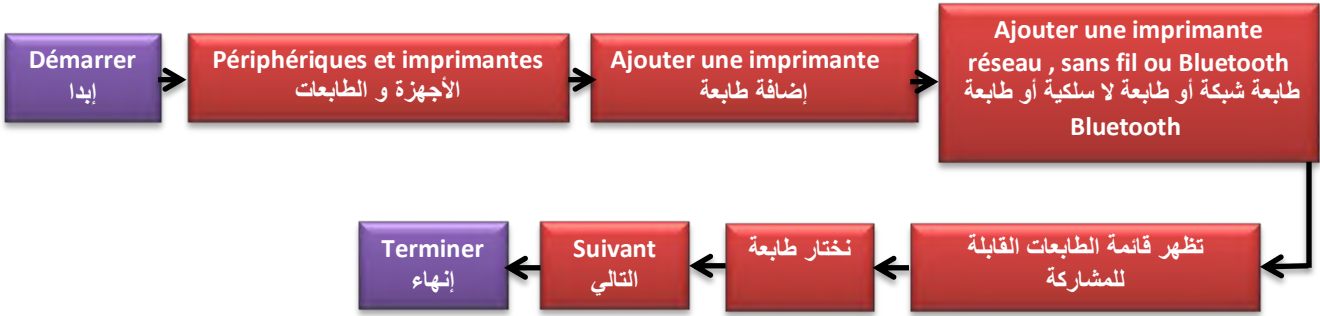 Démarrer
إبدا
Périphériques et imprimantes
الأجهزة و الطابعات
Ajouter une imprimante
إضافة طابعة
Ajouter une imprimante
réseau , sans fil ou Bluetooth
طابعة شبكة أو طابعة لا سلكية أو طابعة
Bluetooth
تظهر قائمة الطابعات القابلة
للمشاركة
نختار طابعة
Suivant
التالي
Terminer
إنهاء